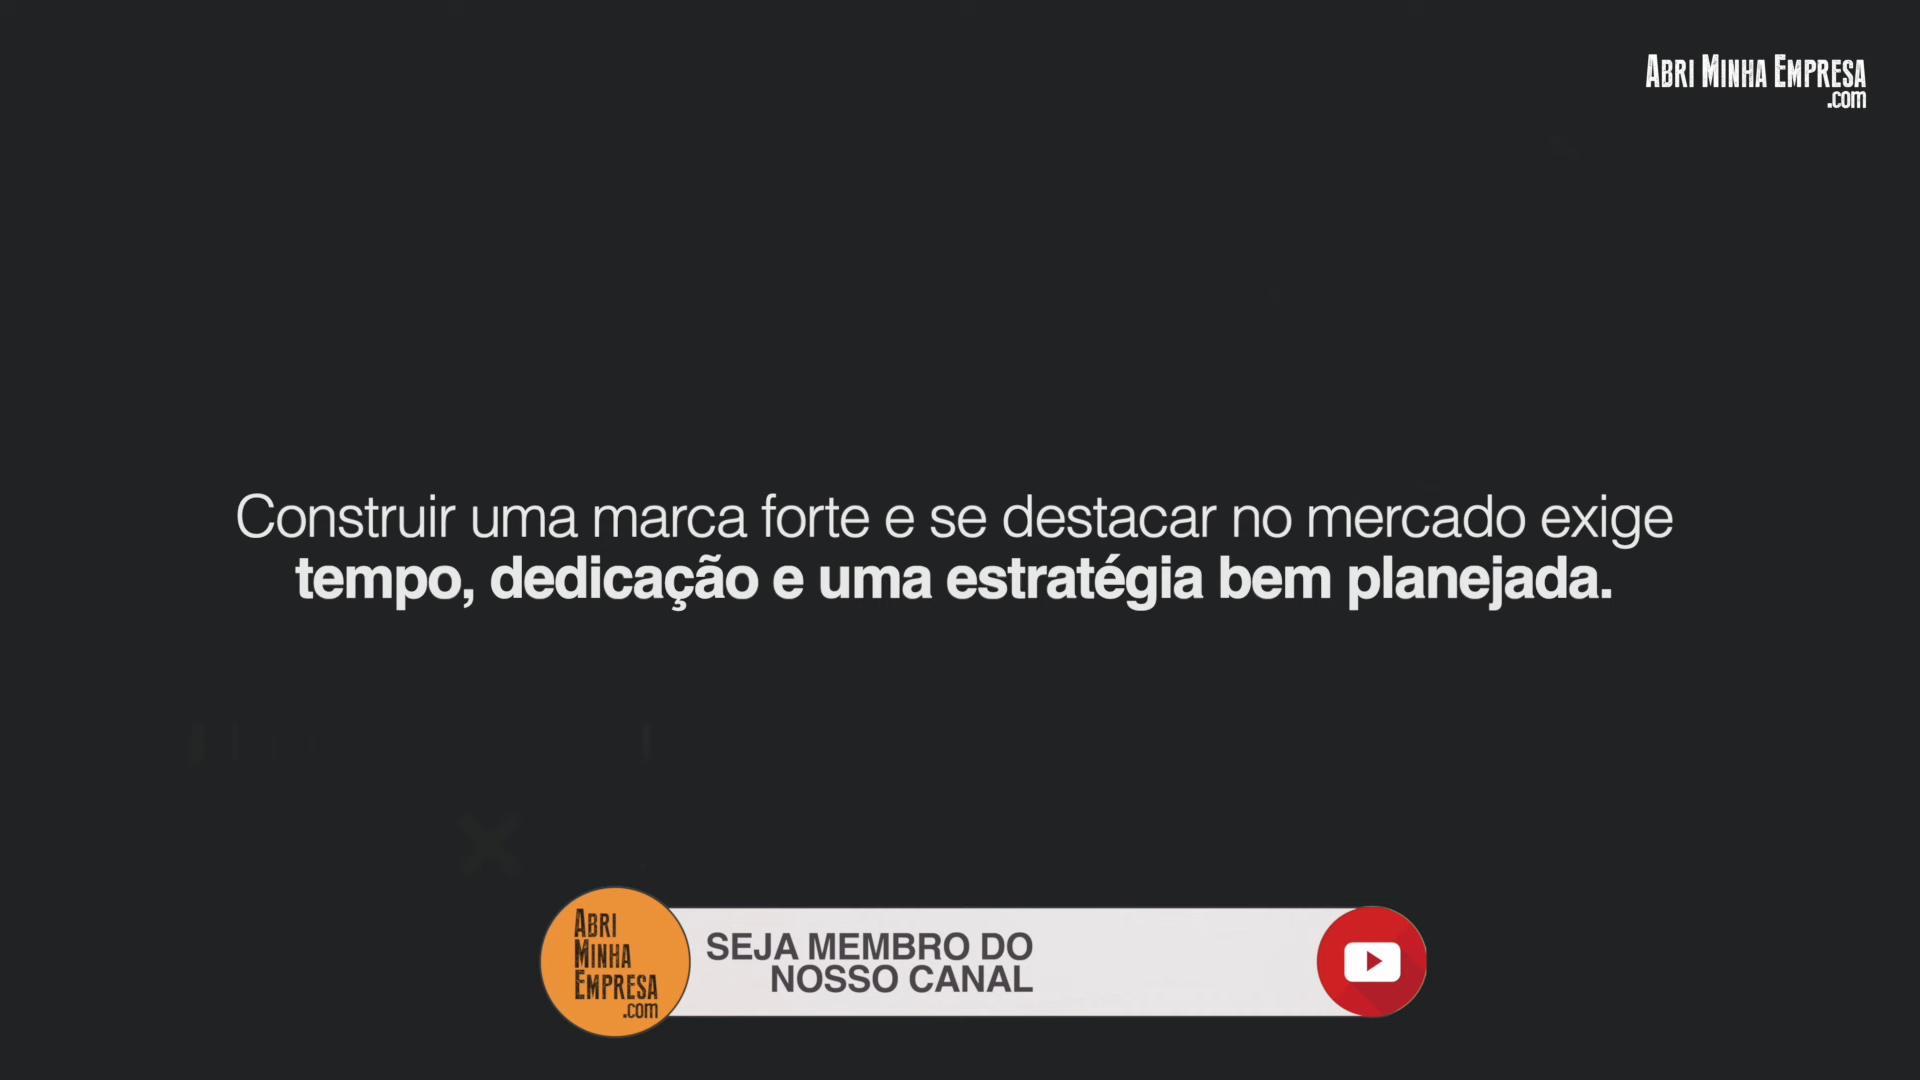 ABRI MINHA EMPRESA
.com
Construir uma marca forte e se destacar no mercado exige
tempo, dedicação e uma estratégia bem planejada.
ABRI
MINHA
EMPRESA
.com
SEJA MEMBRO DO
NOSSO CANAL